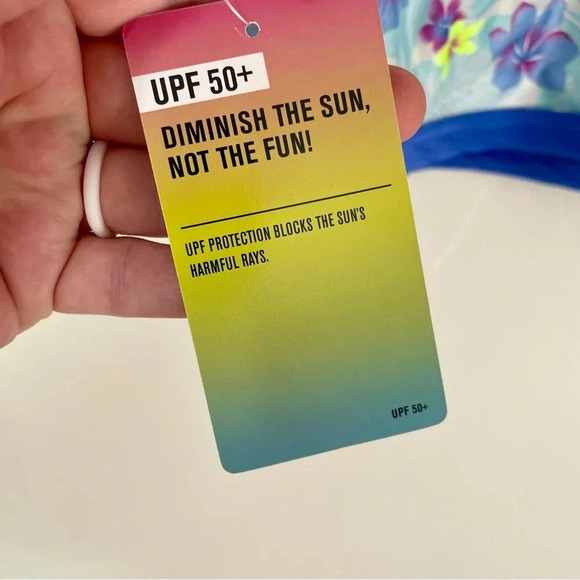 UPF 50+
DIMINISH THE SUN,
NOT THE FUN!
UPF PROTECTION BLOCKS THE SUN'S
HARMFUL RAYS.
UPF 50+